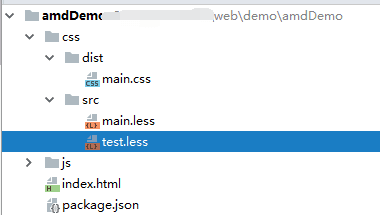 amdDemo web\demo\amdDemo
css
dist
main.css
src
main.less
test.less
js
index.html
package.json